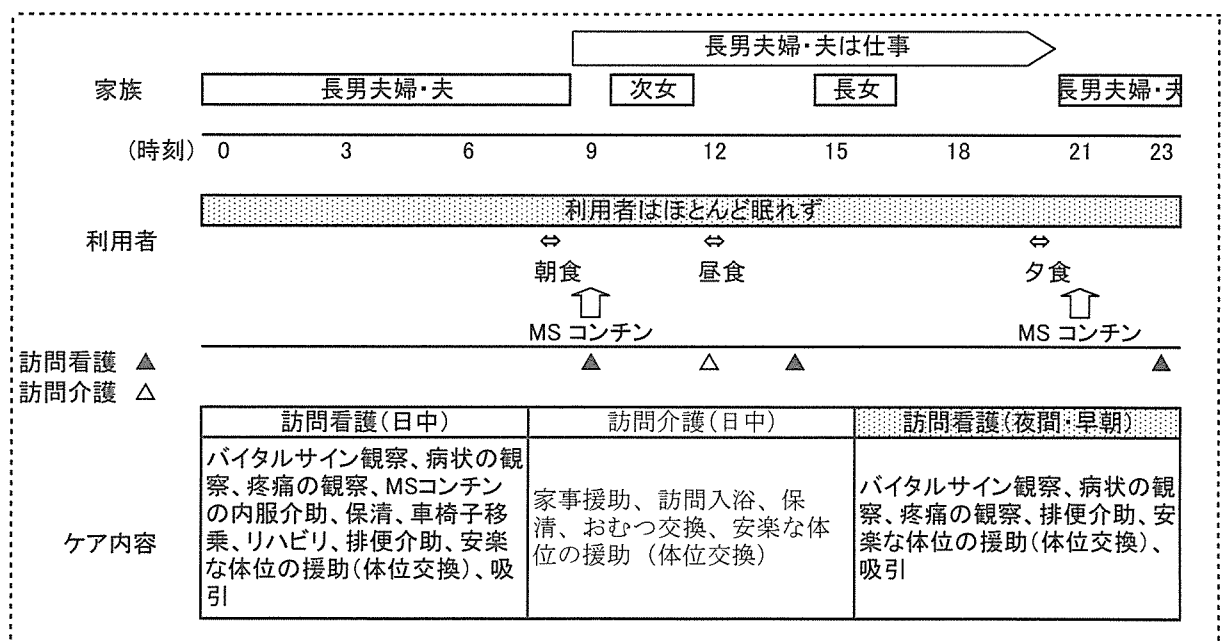 長男夫婦・夫は仕事
家族 長男夫婦・夫 次女 長女 長男夫婦・夫
(時刻) 0 3 6 9 12 15 18 21 23
利用者はほとんど眠れず
利用者 ⇔ ⇔ ⇔
朝食 昼食 夕食
MSコンチン MSコンチン
訪問看護 ▲ ▲ △ ▲ ▲
訪問介護 △
訪問看護(日中) 訪問介護(日中) 訪問看護(夜間・早朝)
ケア内容
バイタルサイン観察、病状の観
察、疼痛の観察、MSコンチン
の内服介助、保清、車椅子移
乗、リハビリ、排便介助、安楽
な体位の援助(体位交換)、吸
引
家事援助、訪問入浴、保
清、おむつ交換、安楽な体
位の援助(体位交換)
バイタルサイン観察、病状の観
察、疼痛の観察、排便介助、安
楽な体位の援助(体位交換)、
吸引